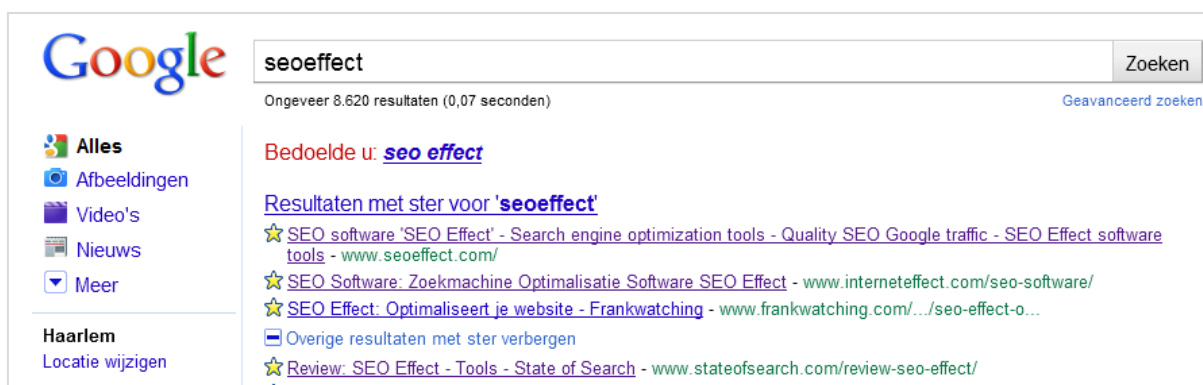 Google
seoeffect
Zoeken
Ongeveer 8.620 resultaten (0,07 seconden)
Geavanceerd zoeken
Alles
Afbeeldingen
Video's
Nieuws
Meer
Haarlem
Locatie wijzigen
Bedoelde u: seo effect
Resultaten met ster voor 'seoeffect'
SEO software 'SEO Effect' - Search engine optimization tools - Quality SEO Google traffic - SEO Effect software
tools - www.seoeffect.com/
SEO Software: Zoekmachine Optimalisatie Software SEO Effect - www.interneteffect.com/seo-software/
SEO Effect: Optimaliseert je website - Frankwatching - www.frankwatching.com/.../seo-effect-o...
Overige resultaten met ster verbergen
Review: SEO Effect - Tools - State of Search - www.stateofsearch.com/review-seo-effect/